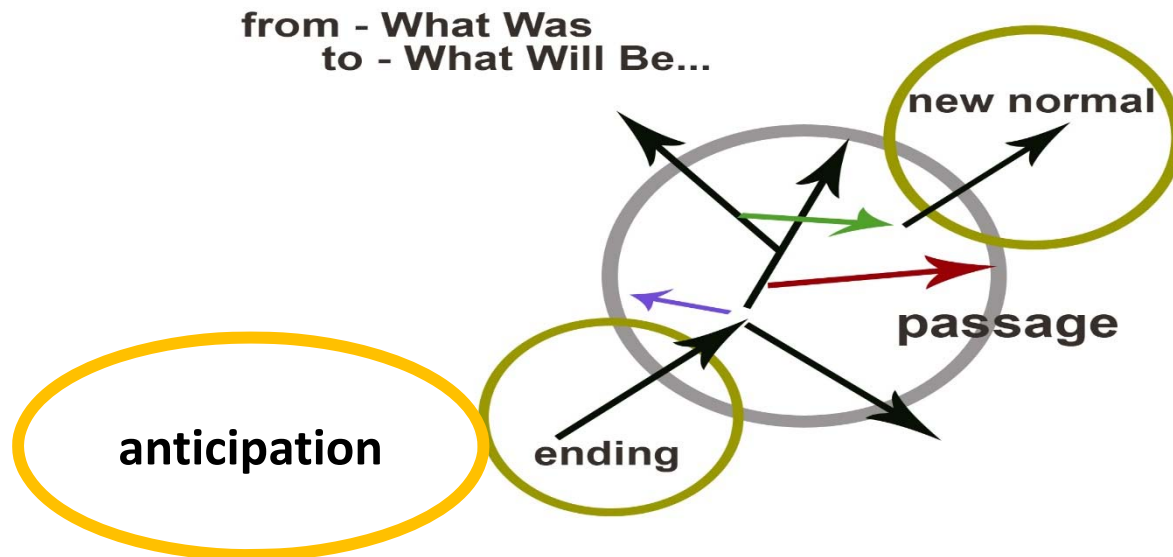 from - What Was
to - What Will Be...
new normal
passage
anticipation
ending